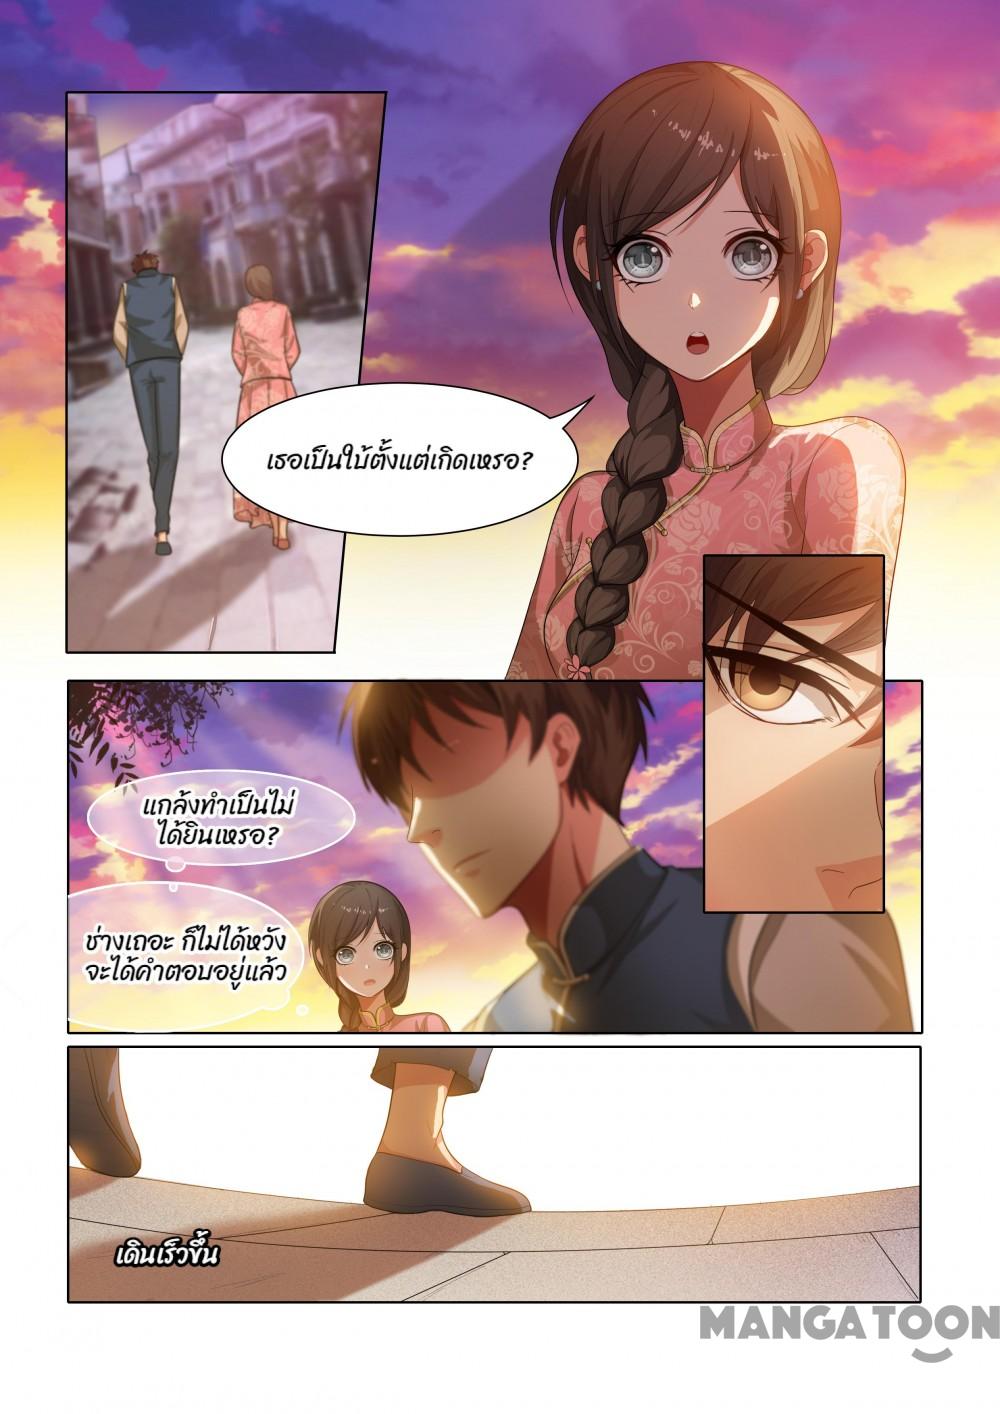 เธอเป็นใบ้ตั้งแต่เกิดเหรอ?
แกล้งทำเป็นไม่
ได้ยินเหรอ?
ช่างเถอะ ก็ไม่ได้หวัง
จะได้คำตอบอยู่แล้ว
เดินเร็วขึ้น
MANGATOON